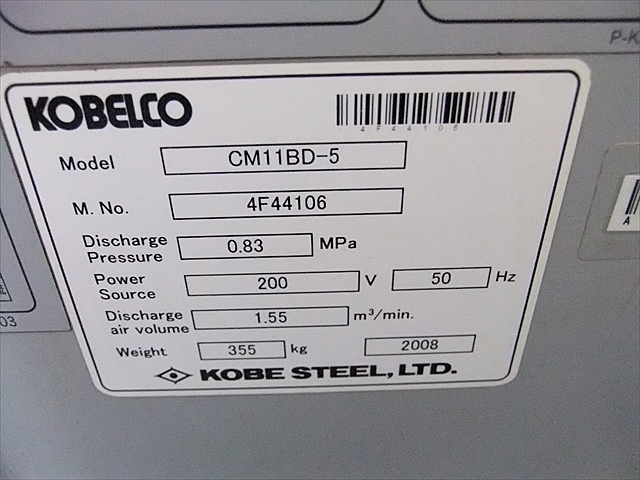 P-K
KOBELCO
4F44106
Model CM11BD-5
M. No. 4F44106
Discharge Pressure 0.83 MPa
Power Source 200 V 50 Hz
Discharge air volume 1.55 m³/min.
Weight 355 kg 2008
KOBE STEEL, LTD.
A
03